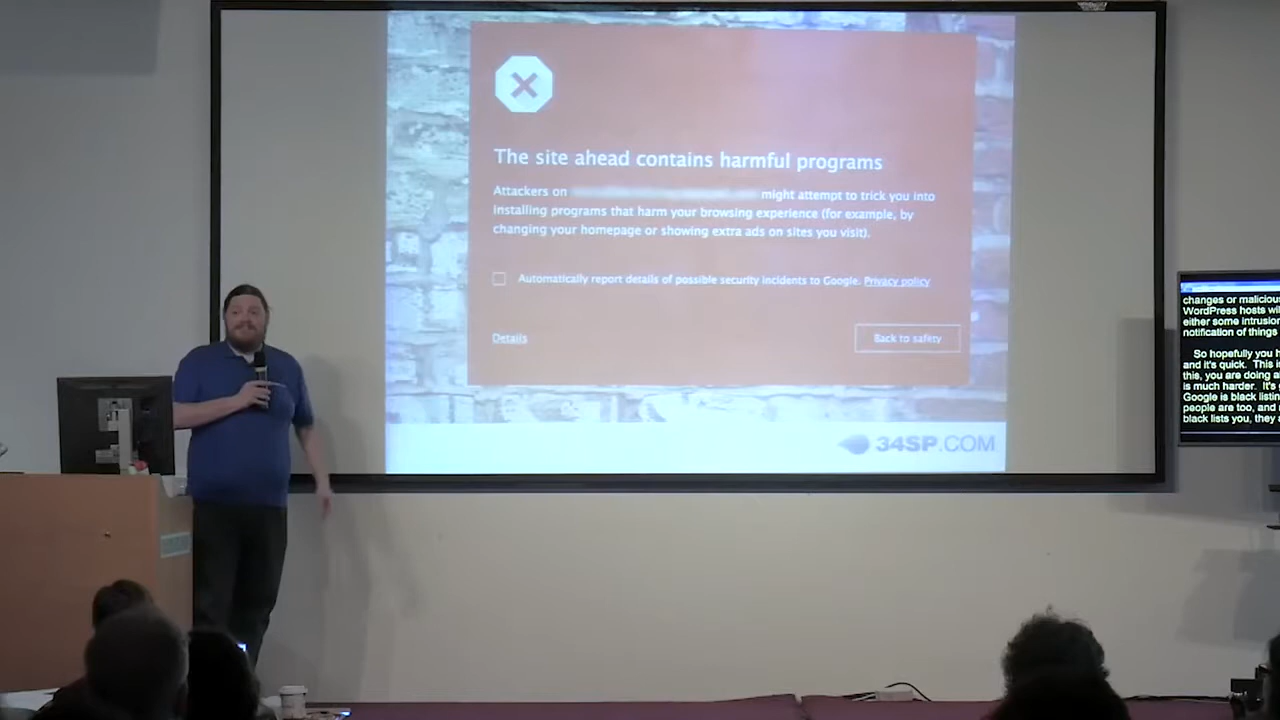 The site ahead contains harmful programs
Attackers on might attempt to trick you into
installing programs that harm your browsing experience (for example, by
changing your homepage or showing extra ads on sites you visit).
Automatically report details of possible security incidents to Google. Privacy policy
Details
Back to safety
34SP.COM
changes or maliciou
WordPress hosts wil
either some intrusion
notification of things
So hopefully you h
and it's quick. This i
this, you are doing a
is much harder. It's
Google is black listin
people are too, and
black lists you, they